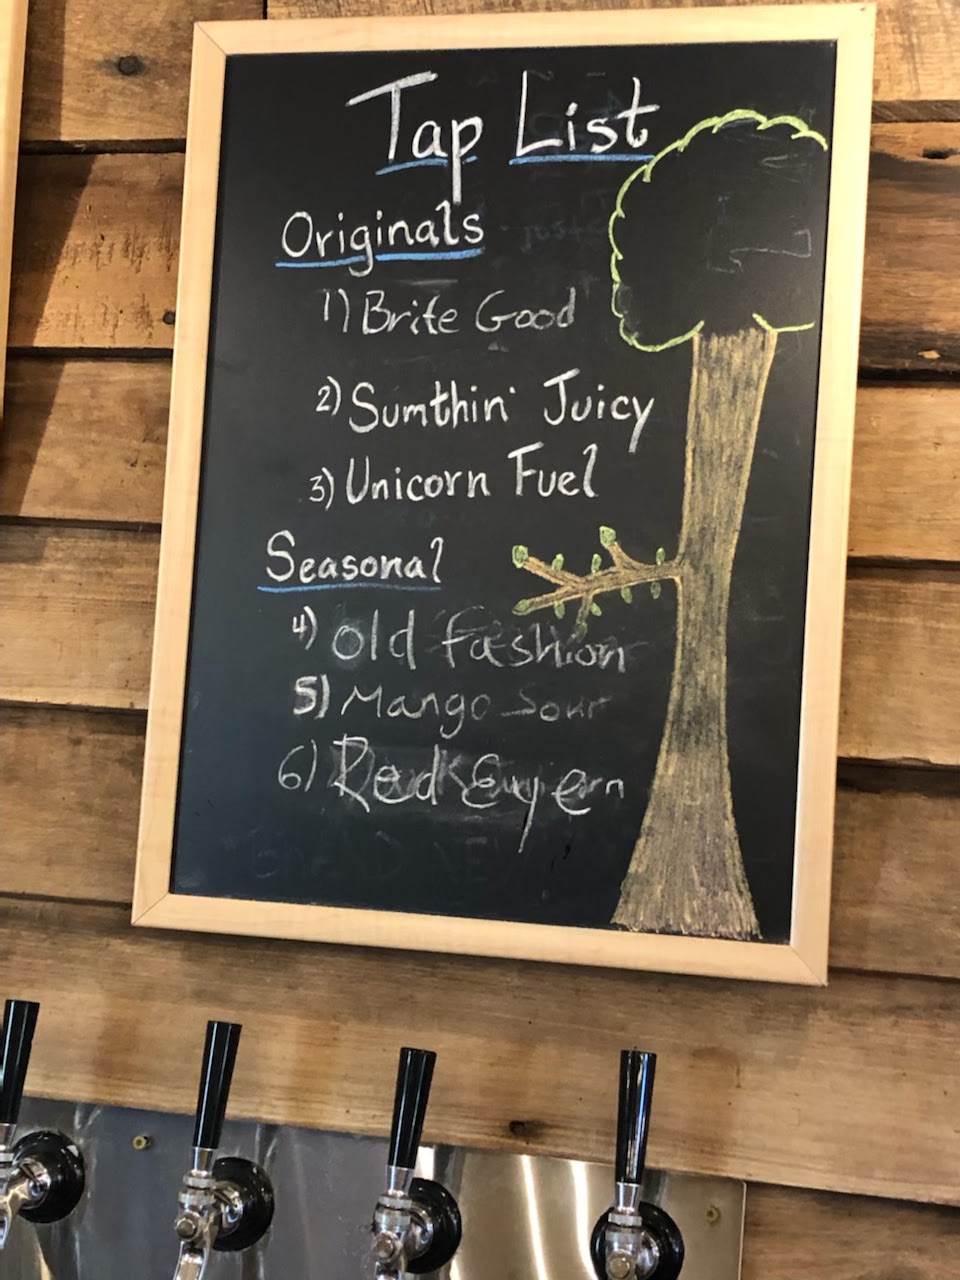 Tap List
Originals
1) Brite Good
2) Sumthin' Juicy
3) Unicorn Fuel
Seasonal
4) Old fashion
5) Mango Sour
6) Red Eye